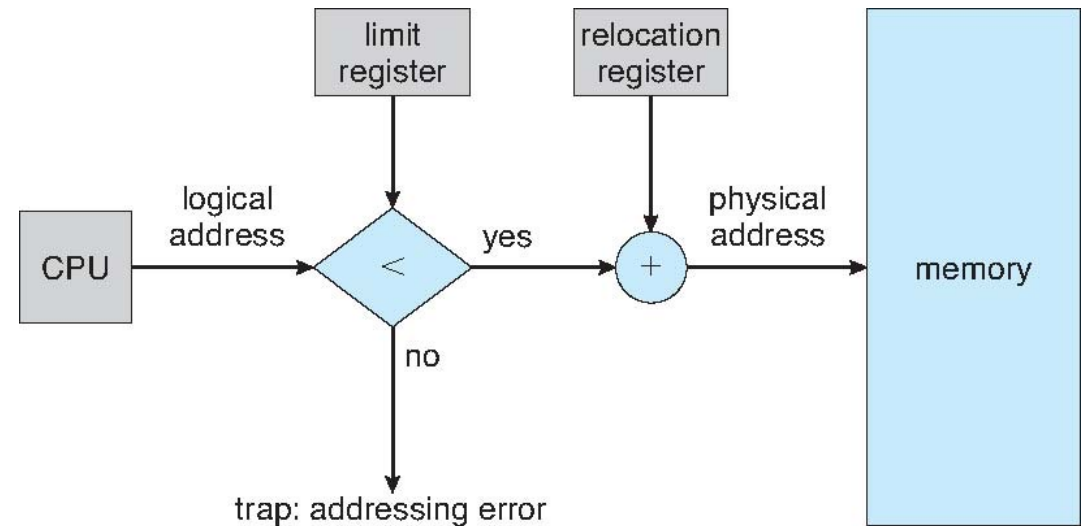 limit
register
relocation
register
logical
address
physical
address
CPU
<
yes
+
memory
no
trap: addressing error